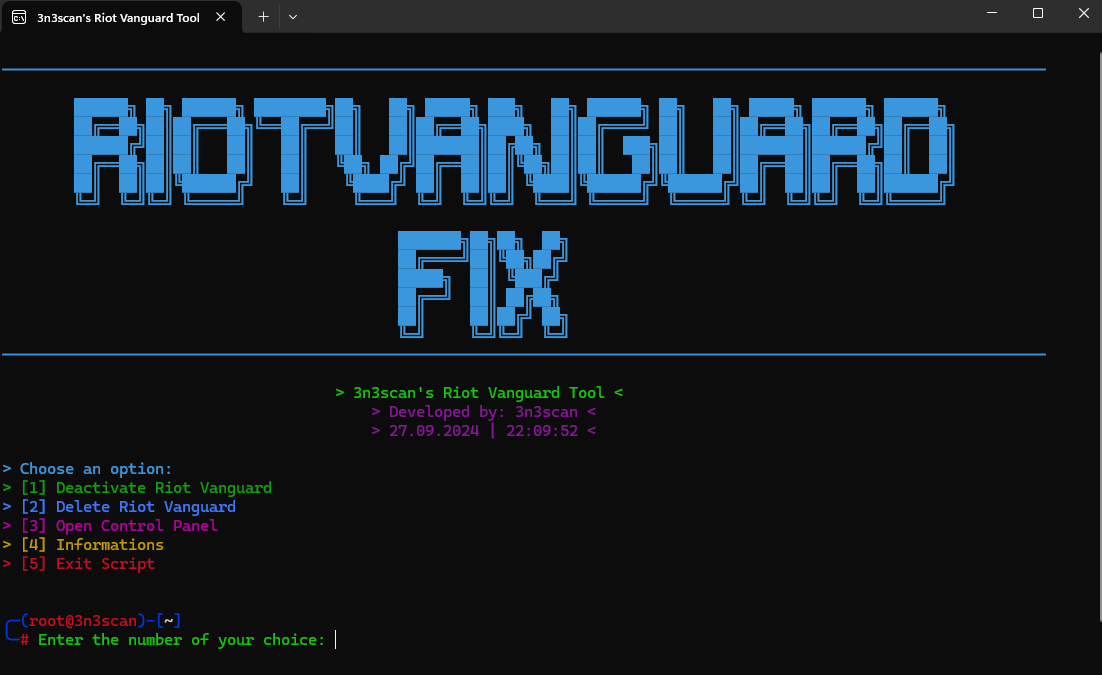 3n3scan's Riot Vanguard Tool
RIOTVANGUARD
FIX
> 3n3scan's Riot Vanguard Tool <
> Developed by: 3n3scan <
> 27.09.2024 | 22:09:52 <
> Choose an option:
> [1] Deactivate Riot Vanguard
> [2] Delete Riot Vanguard
> [3] Open Control Panel
> [4] Informations
> [5] Exit Script
╭─(root@3n3scan)-[~]
╰─# Enter the number of your choice: